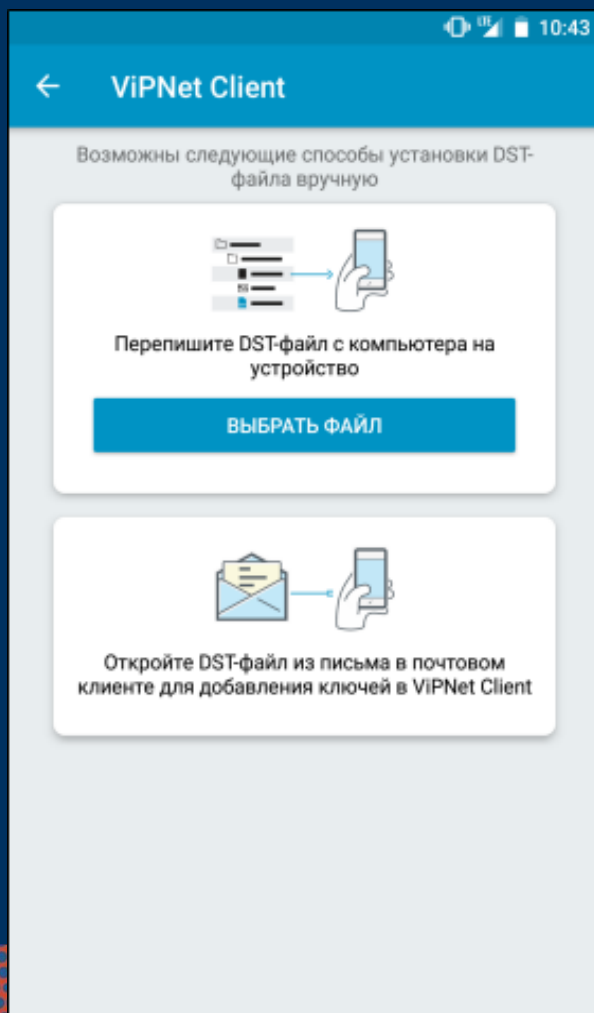 LTE 10:43
ViPNet Client
Возможны следующие способы установки DST-
файла вручную
Перепишите DST-файл с компьютера на
устройство
ВЫБРАТЬ ФАЙЛ
Откройте DST-файл из письма в почтовом
клиенте для добавления ключей в ViPNet Client